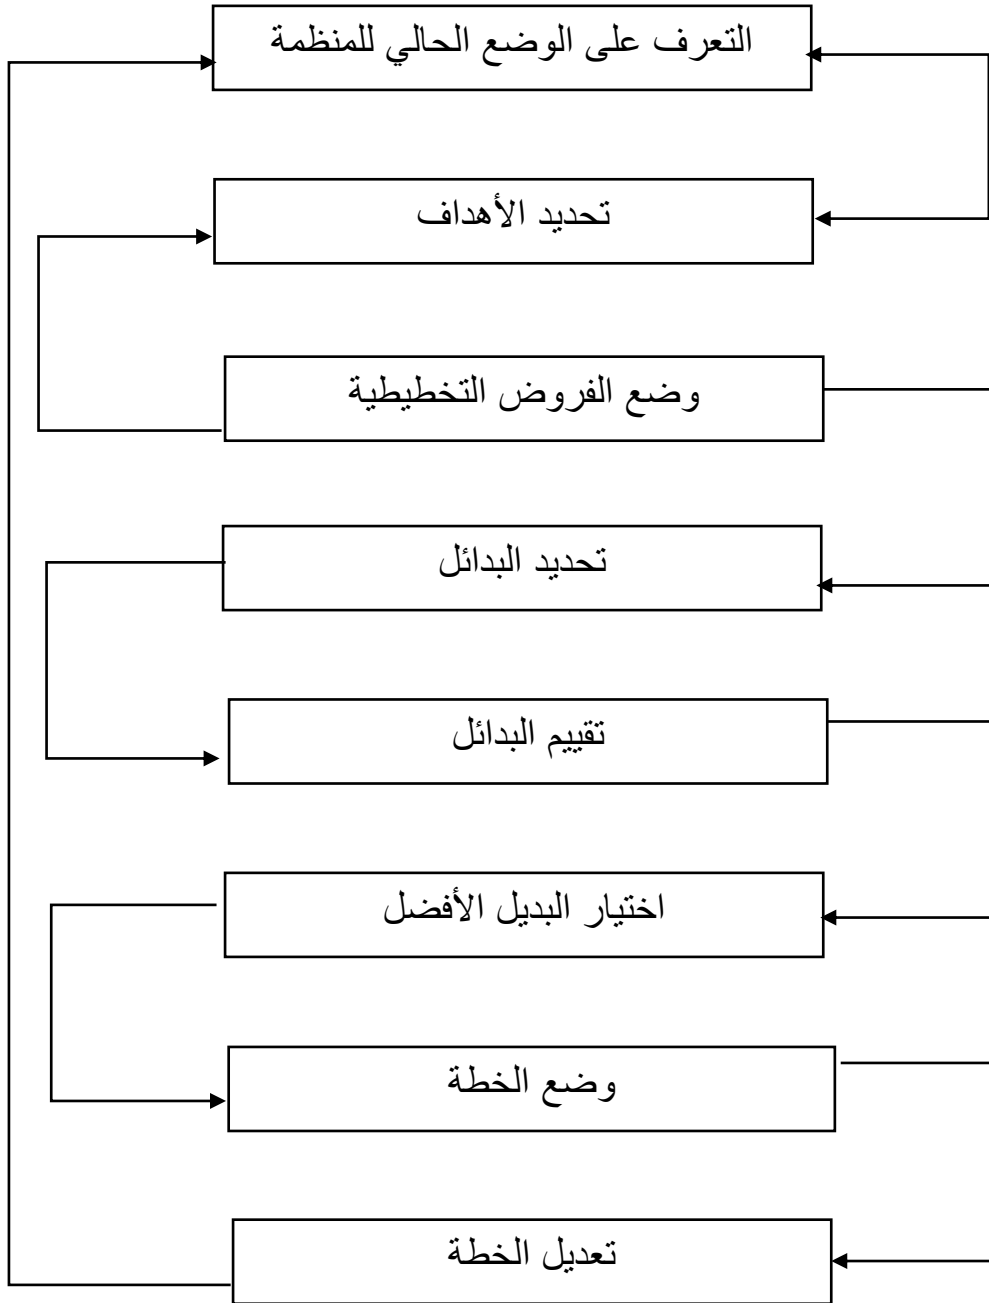 التعرف على الوضع الحالي للمنظمة
تحديد الأهداف
وضع الفروض التخطيطية
تحديد البدائل
تقييم البدائل
اختيار البديل الأفضل
وضع الخطة
تعديل الخطة